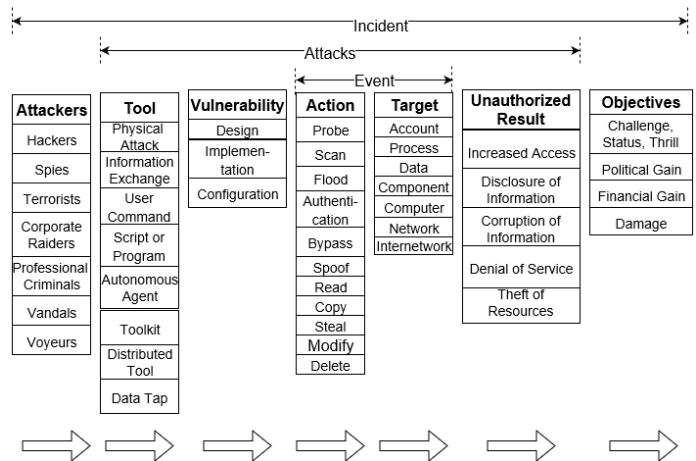 Incident
Attacks
Event
Attackers
Hackers
Spies
Terrorists
Corporate
Raiders
Professional
Criminals
Vandals
Voyeurs
Tool
Physical
Attack
Information
Exchange
User
Command
Script or
Program
Autonomous
Agent
Toolkit
Distributed
Tool
Data Tap
Vulnerability
Design
Implemen-
tation
Configuration
Action
Probe
Scan
Flood
Authenti-
cation
Bypass
Spoof
Read
Copy
Steal
Modify
Delete
Target
Account
Process
Data
Component
Computer
Network
Internetwork
Unauthorized
Result
Increased Access
Disclosure of
Information
Corruption of
Information
Denial of Service
Theft of
Resources
Objectives
Challenge,
Status, Thrill
Political Gain
Financial Gain
Damage